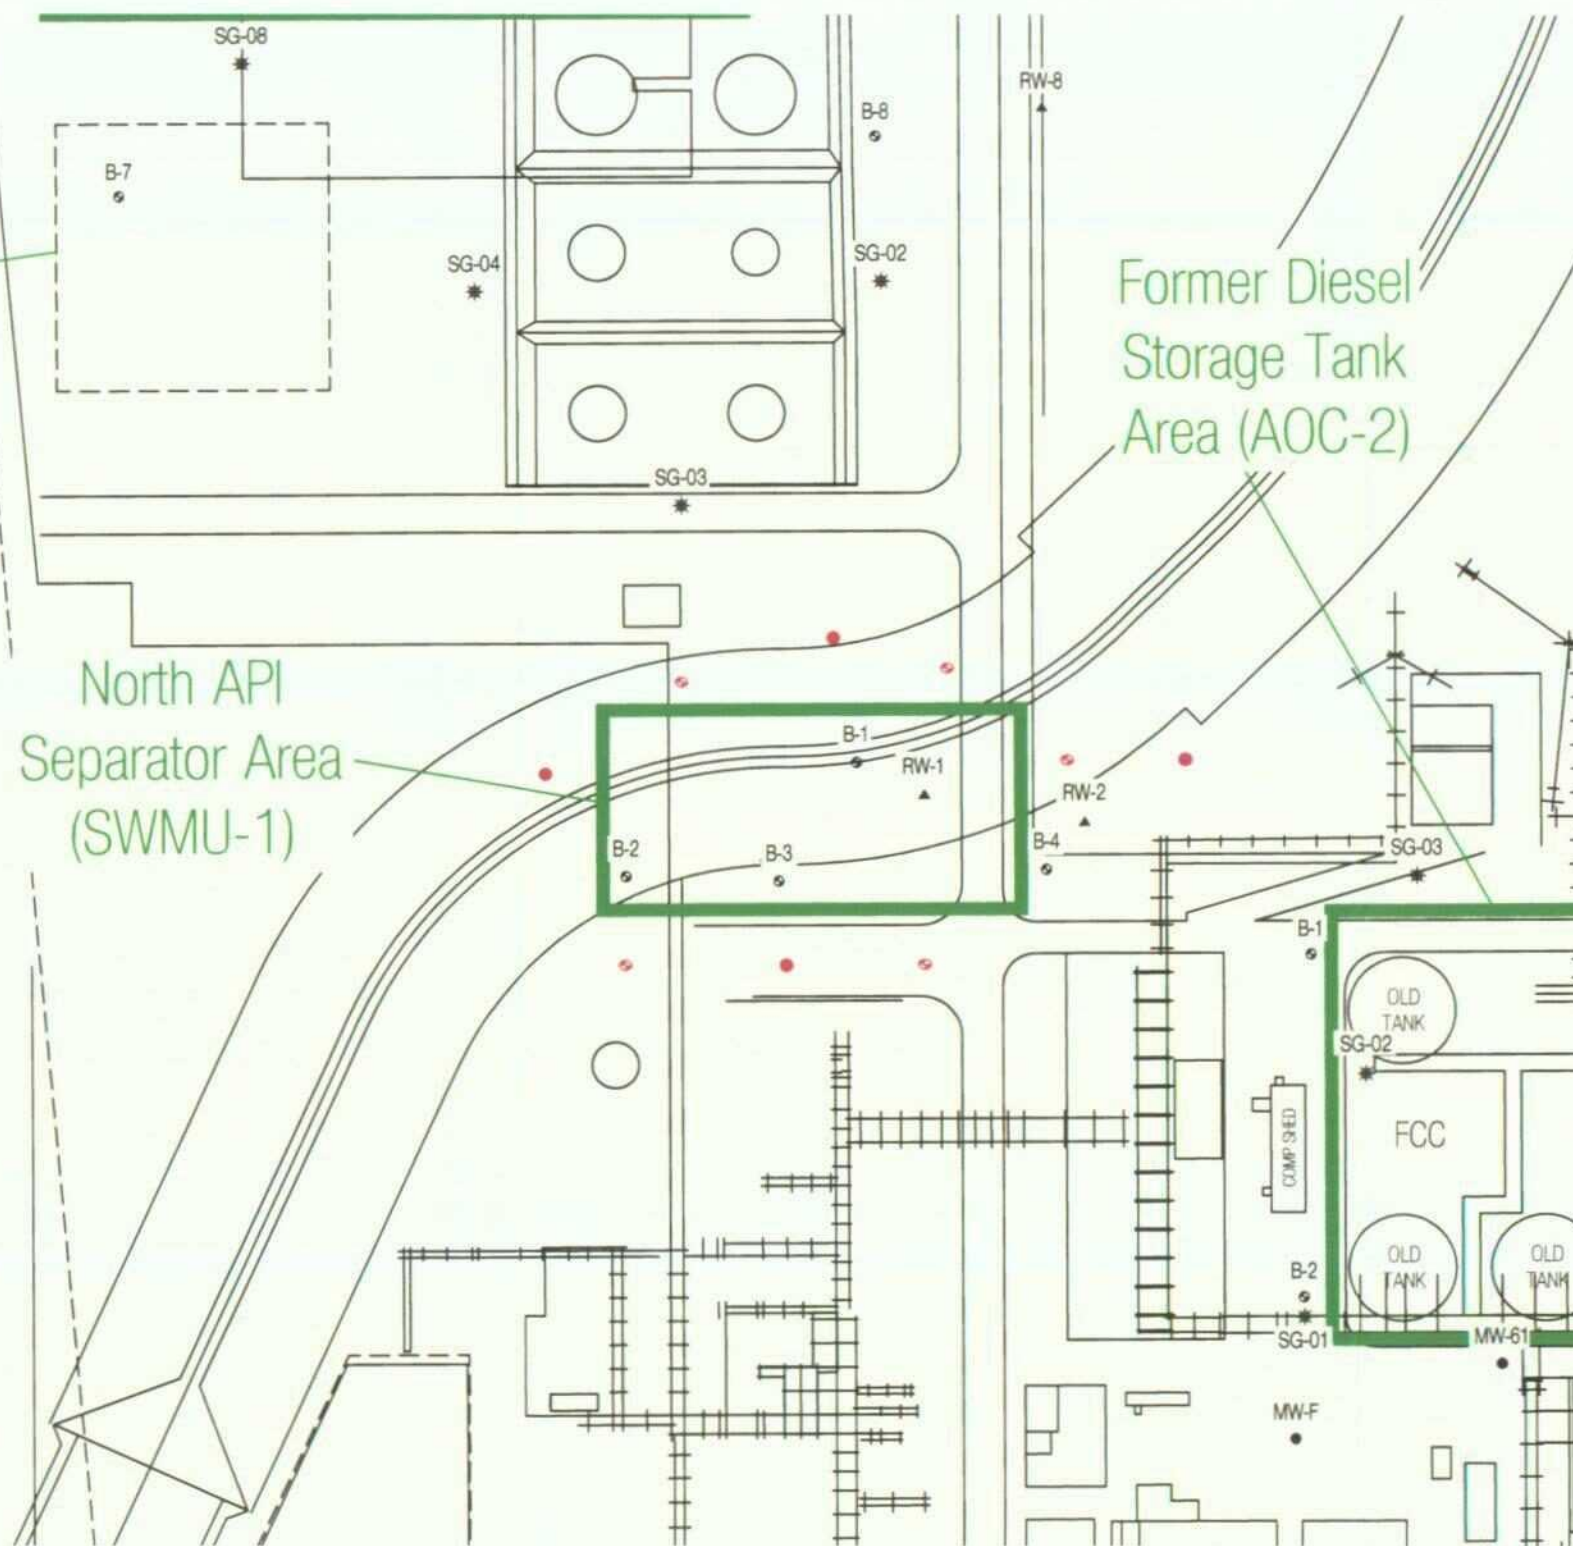 SG-08
RW-8
B-8
B-7
SG-04
SG-02
Former Diesel
Storage Tank
Area (AOC-2)
SG-03
North API
Separator Area
(SWMU-1)
B-1
RW-1
RW-2
B-2
B-3
B-4
SG-03
B-1
OLD
TANK
SG-02
FCC
COMP SHED
OLD
TANK
OLD
TANK
B-2
SG-01
MW-61
MW-F